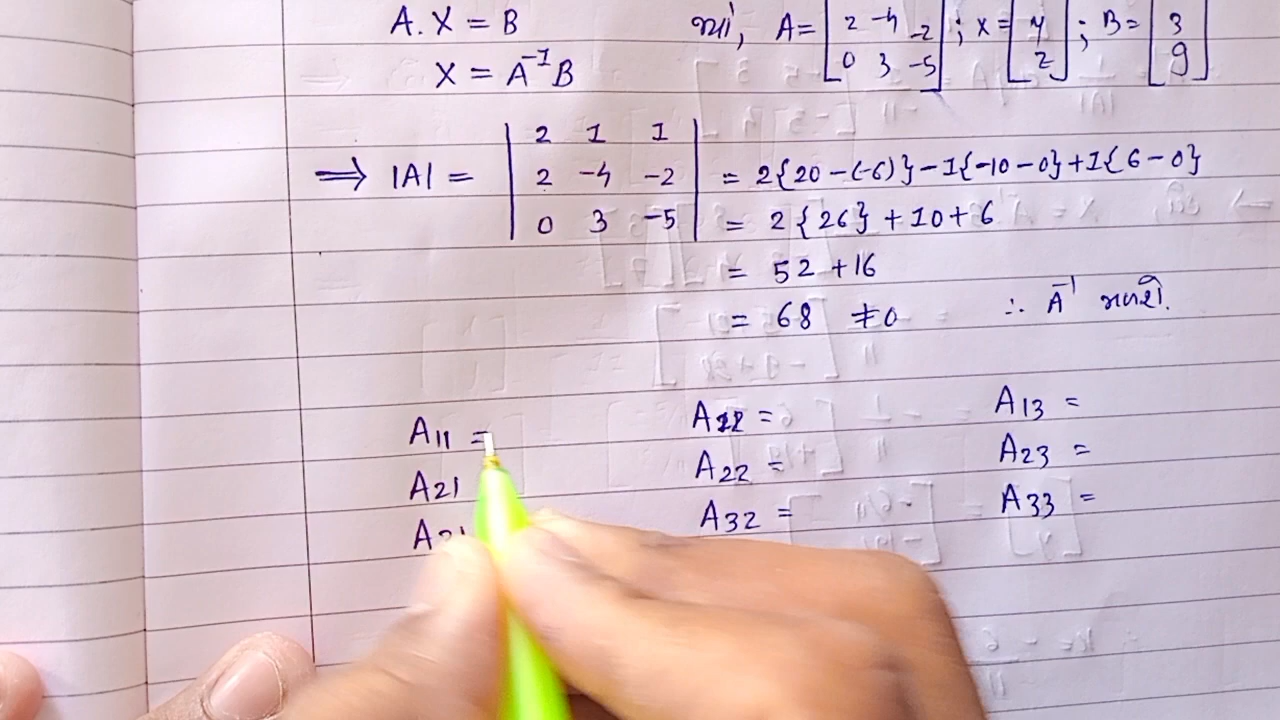 A.X = B જ્યાં, A= [ 2 -4 -2 ; 0 3 -5 ] ; X = [ y ; z ] ; B = [ 3 ; 9 ]
X = A⁻¹B
⇒ |A| = | 2 1 1 | 
| 2 -4 -2 | = 2{20-(-6)}-1{-10-0}+1{6-0}
| 0 3 -5 | = 2{26}+10+6
= 52+16
= 68 ≠0 ∴ A⁻¹ મળશે.
A11 = A12 = A13 =
A21 A22 = A23 =
A32 = A33 =